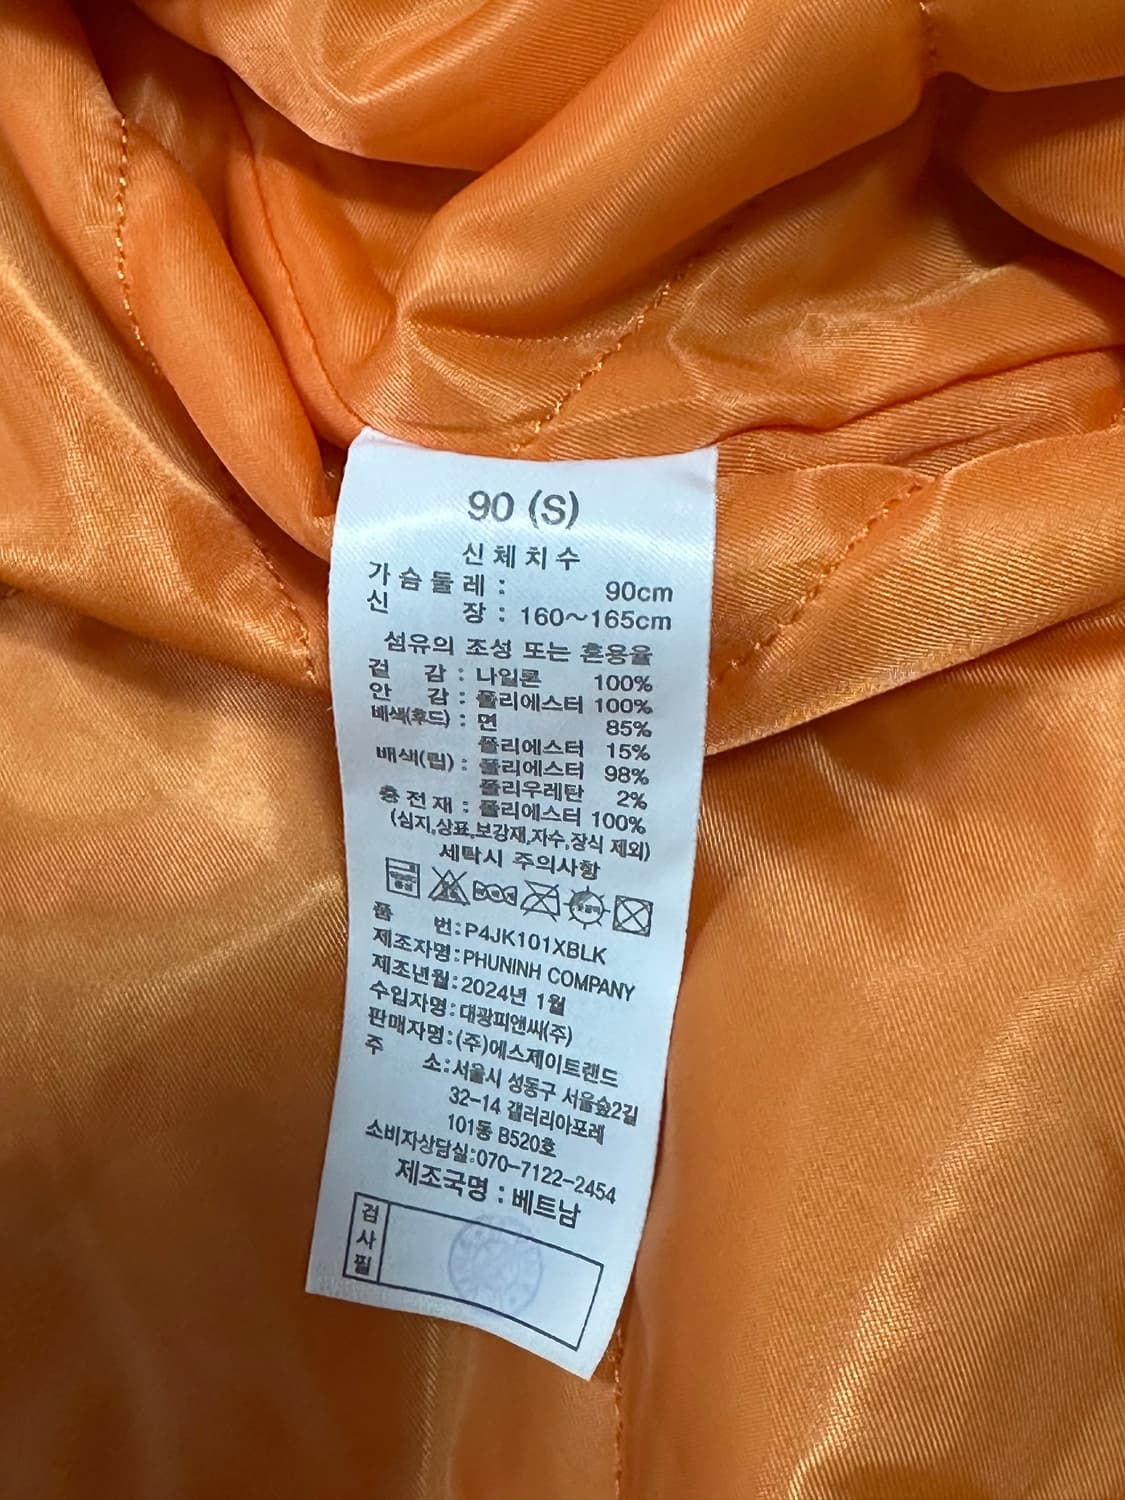 90 (S)
신체치수
가슴둘레 : 90cm
신 장 : 160~165cm
섬유의 조성 또는 혼용율
겉 감 : 나일론 100%
안 감 : 폴리에스터 100%
배색(후드) : 면 85%
폴리에스터 15%
배색(립) : 폴리에스터 98%
폴리우레탄 2%
충전재 : 폴리에스터 100%
(심지,상표,보강재,자수,장식 제외)
세탁시 주의사항
품 번:P4JK101XBLK
제조자명:PHUNINH COMPANY
제조년월:2024년 1월
수입자명:대광피앤씨(주)
판매자명:(주)에스제이트랜드
주 소:서울시 성동구 서울숲2길
32-14 갤러리아포레
101동 B520호
소비자상담실:070-7122-2454
제조국명 : 베트남
검사필